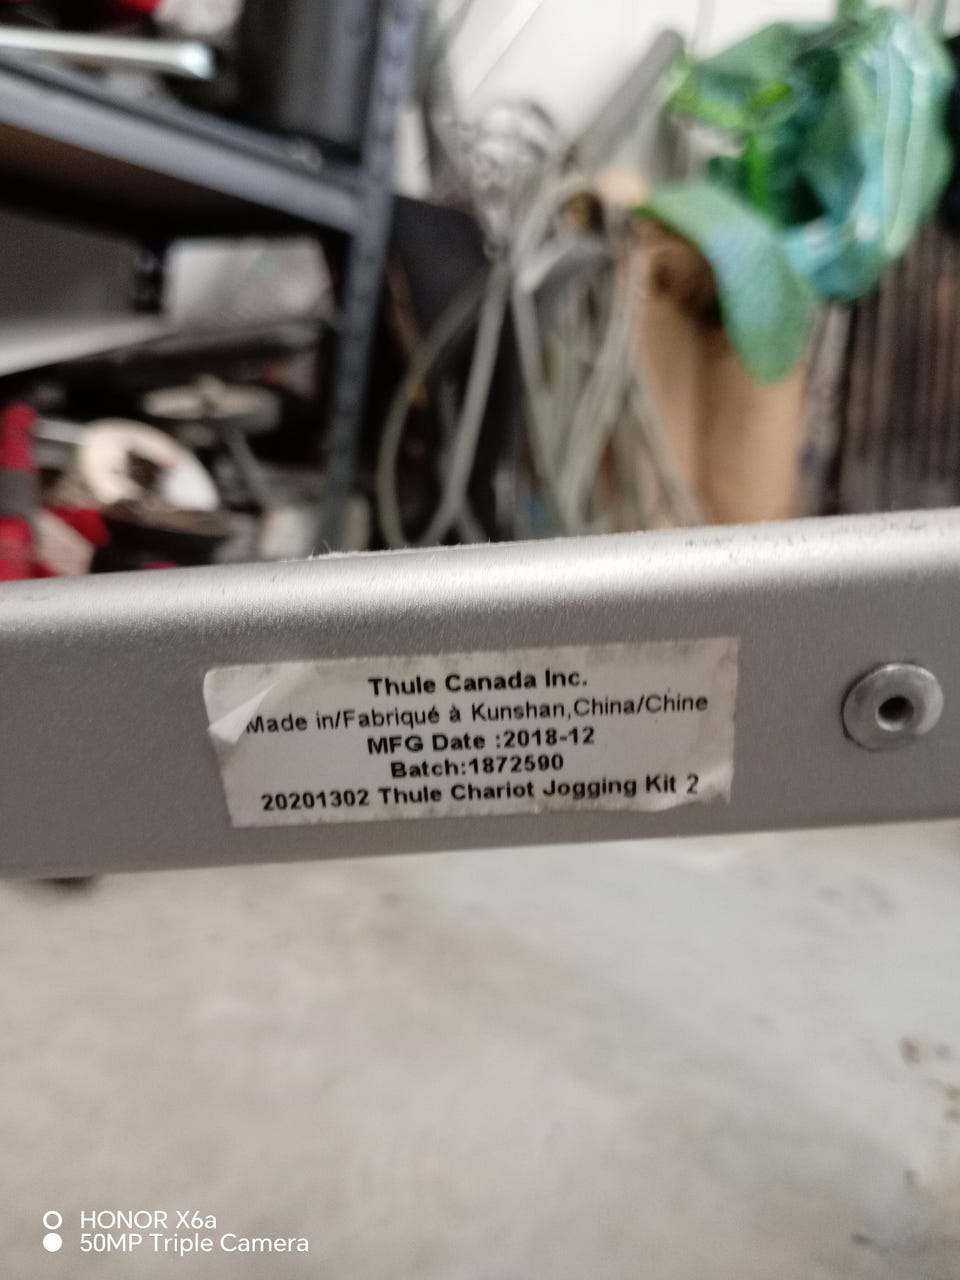 Thule Canada Inc.
Made in/Fabriqué à Kunshan,China/Chine
MFG Date :2018-12
Batch:1872590
20201302 Thule Chariot Jogging Kit 2
HONOR X6a
50MP Triple Camera